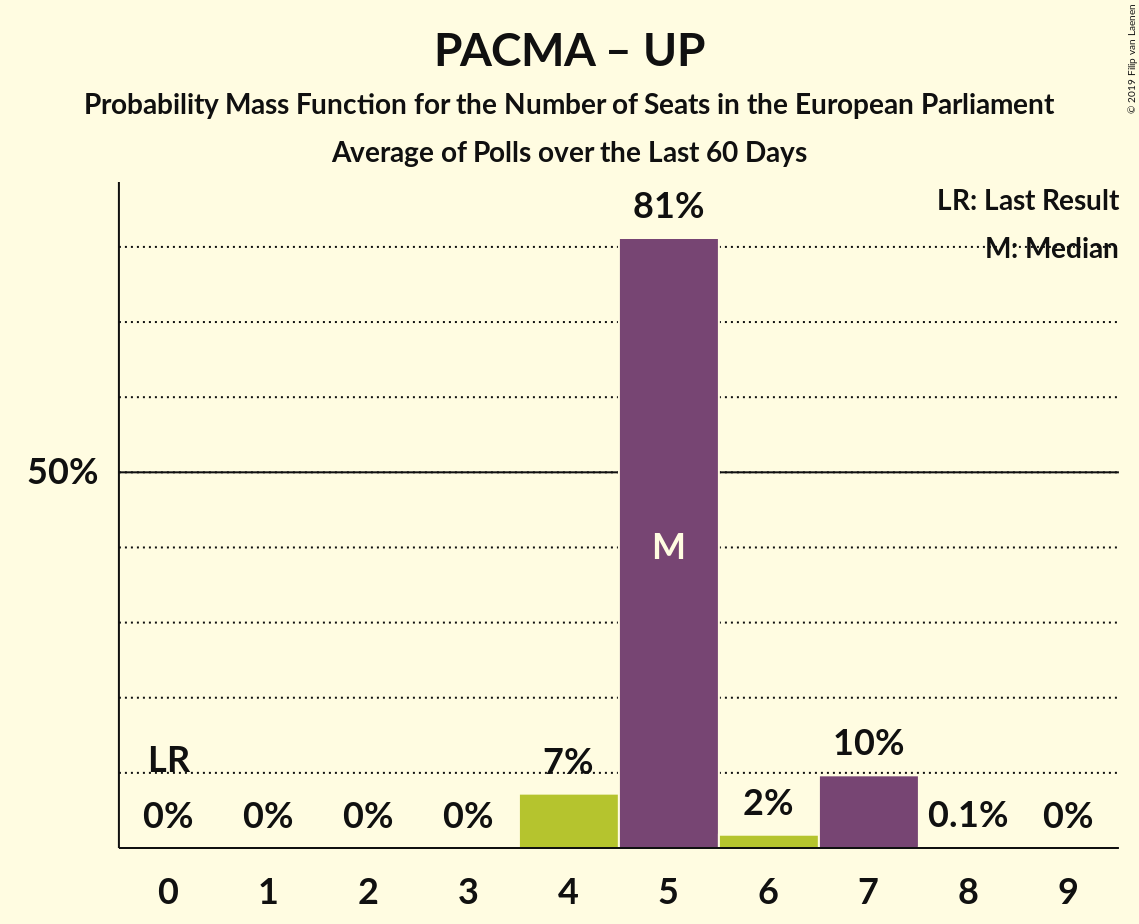 PACMA – UP
Probability Mass Function for the Number of Seats in the European Parliament
Average of Polls over the Last 60 Days
© 2019 Filip van Laenen
LR: Last Result
M: Median
81%
50%
M
LR
7%
10%
2%
0%
0%
0%
0%
0.1%
0%
0 1 2 3 4 5 6 7 8 9